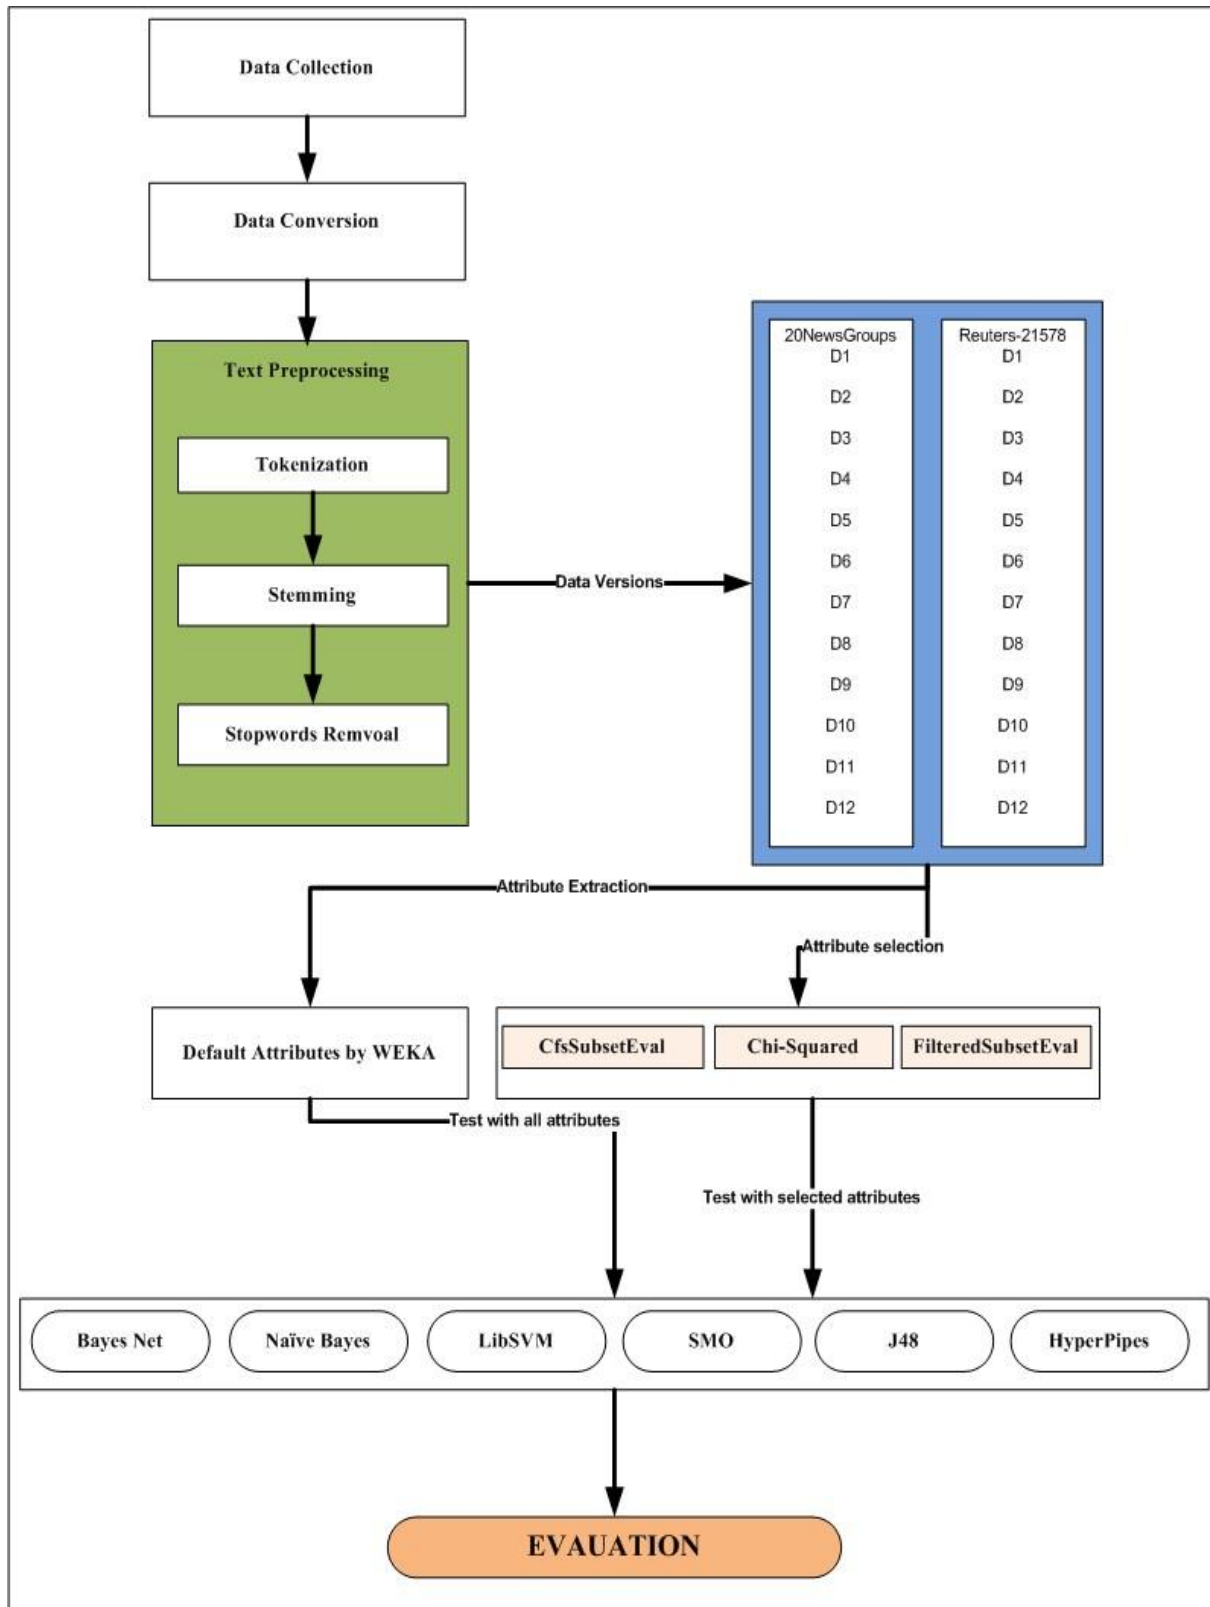 Data Collection
Data Conversion
Text Preprocessing
Tokenization
Stemming
Stopwords Remvoal
Data Versions
20NewsGroups
D1
D2
D3
D4
D5
D6
D7
D8
D9
D10
D11
D12
Reuters-21578
D1
D2
D3
D4
D5
D6
D7
D8
D9
D10
D11
D12
Attribute Extraction
Attribute selection
Default Attributes by WEKA
CfsSubsetEval
Chi-Squared
FilteredSubsetEval
Test with all attributes
Test with selected attributes
Bayes Net
Naïve Bayes
LibSVM
SMO
J48
HyperPipes
EVAUATION